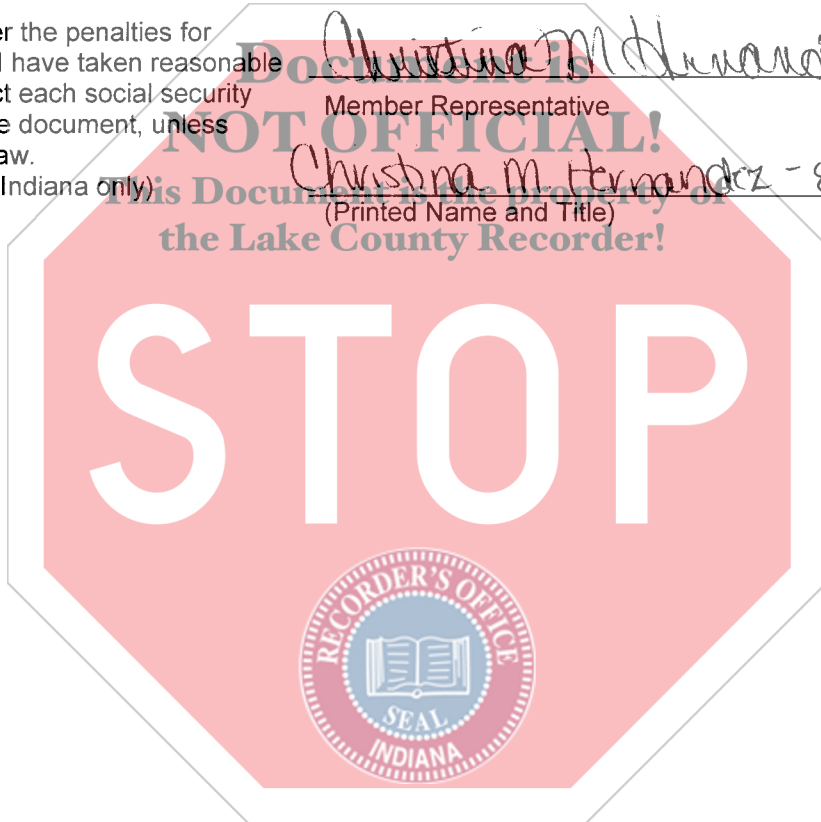 er the penalties for
I have taken reasonable
ct each social security
e document, unless
aw.
Indiana only)
Christina M Hernand
Member Representative
Christina M. Hernandez -
(Printed Name and Title)
Document is
NOT OFFICIAL!
This Document is the property of
the Lake County Recorder!
STOP
RECORDER'S OFFICE
SEAL
INDIANA